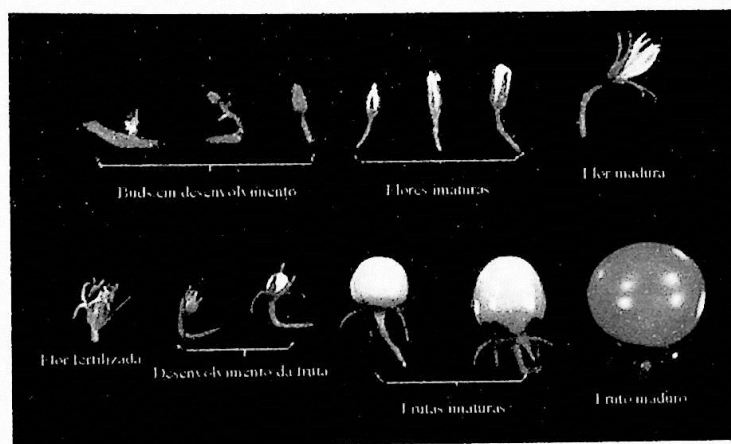 Buds em desenvolvimento
Flores imaturas
Flor madura
Flor fertilizada
Desenvolvimento da fruta
Frutas imaturas
Fruto maduro